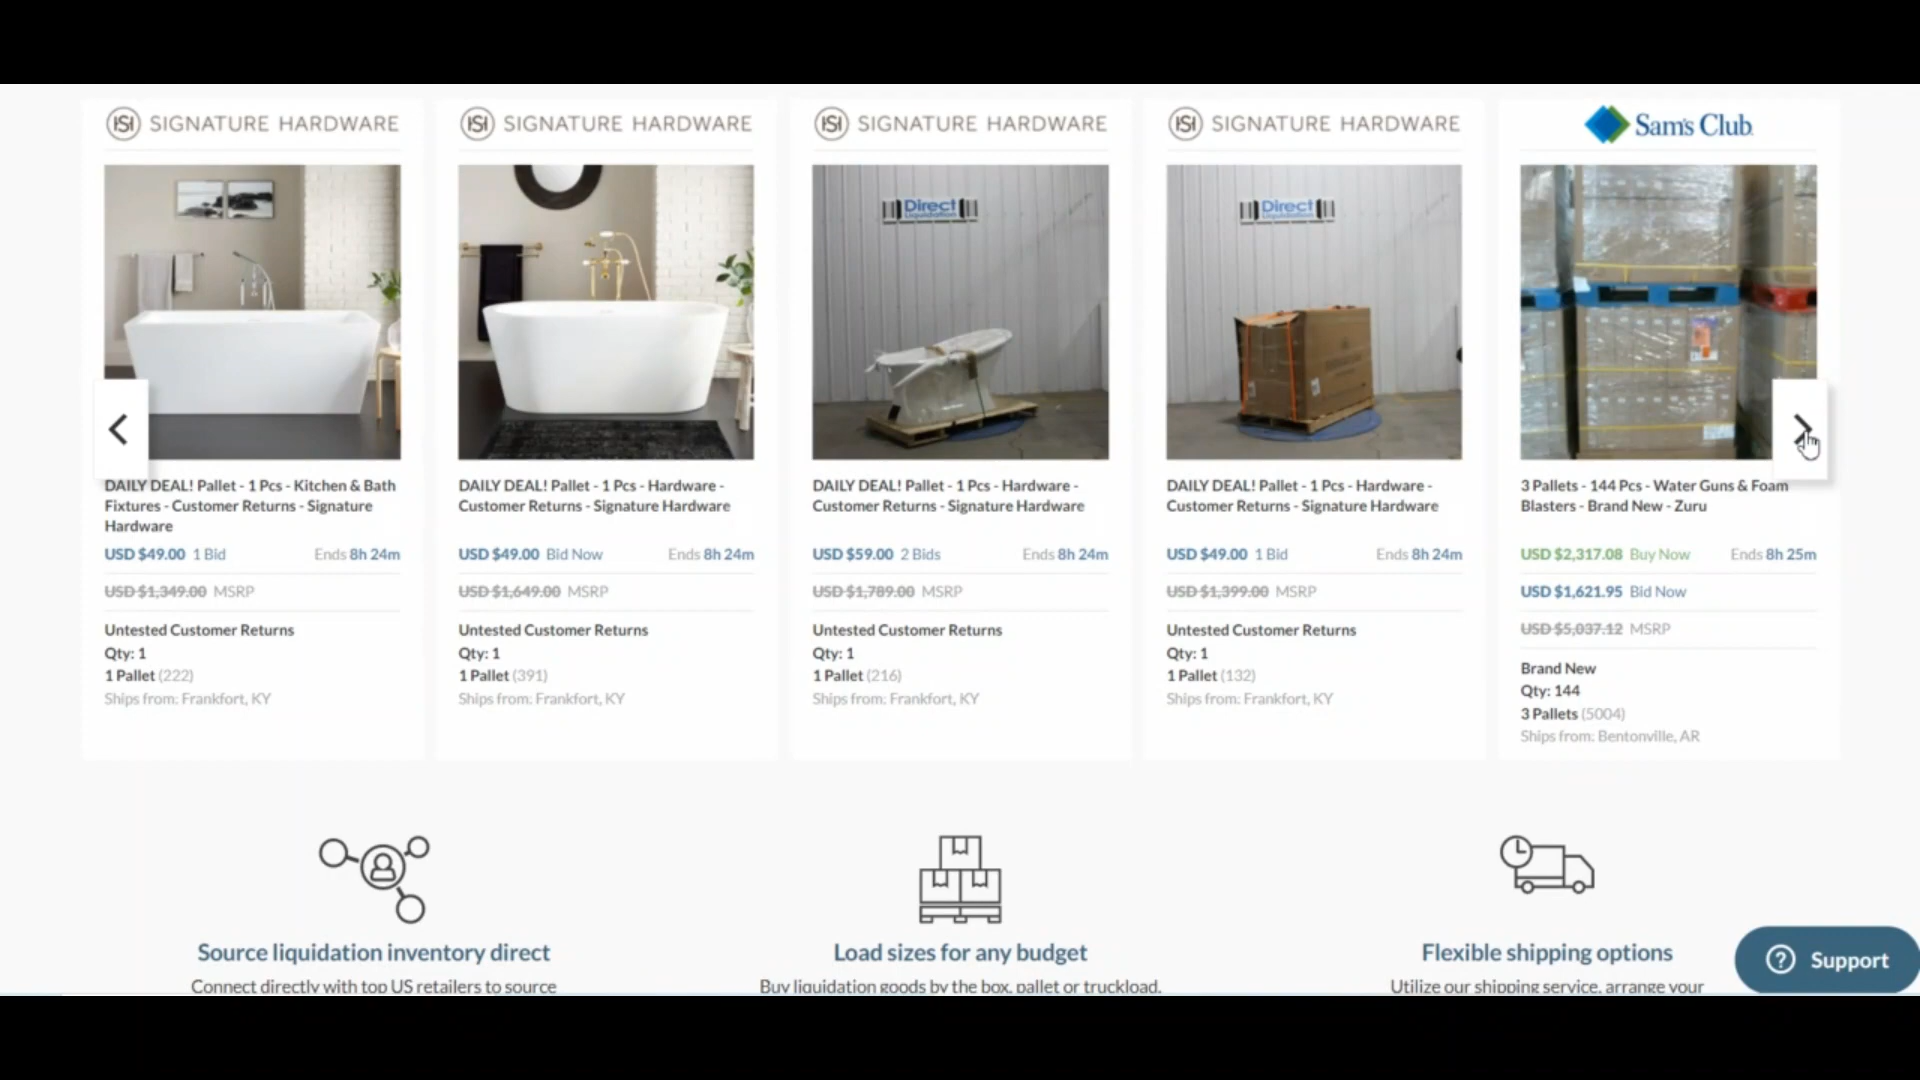 SIGNATURE HARDWARE
DAILY DEAL! Pallet - 1 Pcs - Kitchen & Bath
Fixtures - Customer Returns - Signature
Hardware
USD $49.00 1 Bid Ends 8h 24m
USD $1,349.00 MSRP
Untested Customer Returns
Qty: 1
1 Pallet (222)
Ships from: Frankfort, KY
SIGNATURE HARDWARE
DAILY DEAL! Pallet - 1 Pcs - Hardware -
Customer Returns - Signature Hardware
USD $49.00 Bid Now Ends 8h 24m
USD $1,649.00 MSRP
Untested Customer Returns
Qty: 1
1 Pallet (391)
Ships from: Frankfort, KY
SIGNATURE HARDWARE
Direct
Liquidation
DAILY DEAL! Pallet - 1 Pcs - Hardware -
Customer Returns - Signature Hardware
USD $59.00 2 Bids Ends 8h 24m
USD $1,789.00 MSRP
Untested Customer Returns
Qty: 1
1 Pallet (216)
Ships from: Frankfort, KY
SIGNATURE HARDWARE
Direct
Liquidation
DAILY DEAL! Pallet - 1 Pcs - Hardware -
Customer Returns - Signature Hardware
USD $49.00 1 Bid Ends 8h 24m
USD $1,399.00 MSRP
Untested Customer Returns
Qty: 1
1 Pallet (132)
Ships from: Frankfort, KY
Sam's Club
3 Pallets - 144 Pcs - Water Guns & Foam
Blasters - Brand New - Zuru
USD $2,317.08 Buy Now Ends 8h 25m
USD $1,621.95 Bid Now
USD $5,037.12 MSRP
Brand New
Qty: 144
3 Pallets (5004)
Ships from: Bentonville, AR
Source liquidation inventory direct
Connect directly with top US retailers to source
Load sizes for any budget
Buy liquidation goods by the box, pallet or truckload.
Flexible shipping options
Utilize our shipping service, arrange your
Support